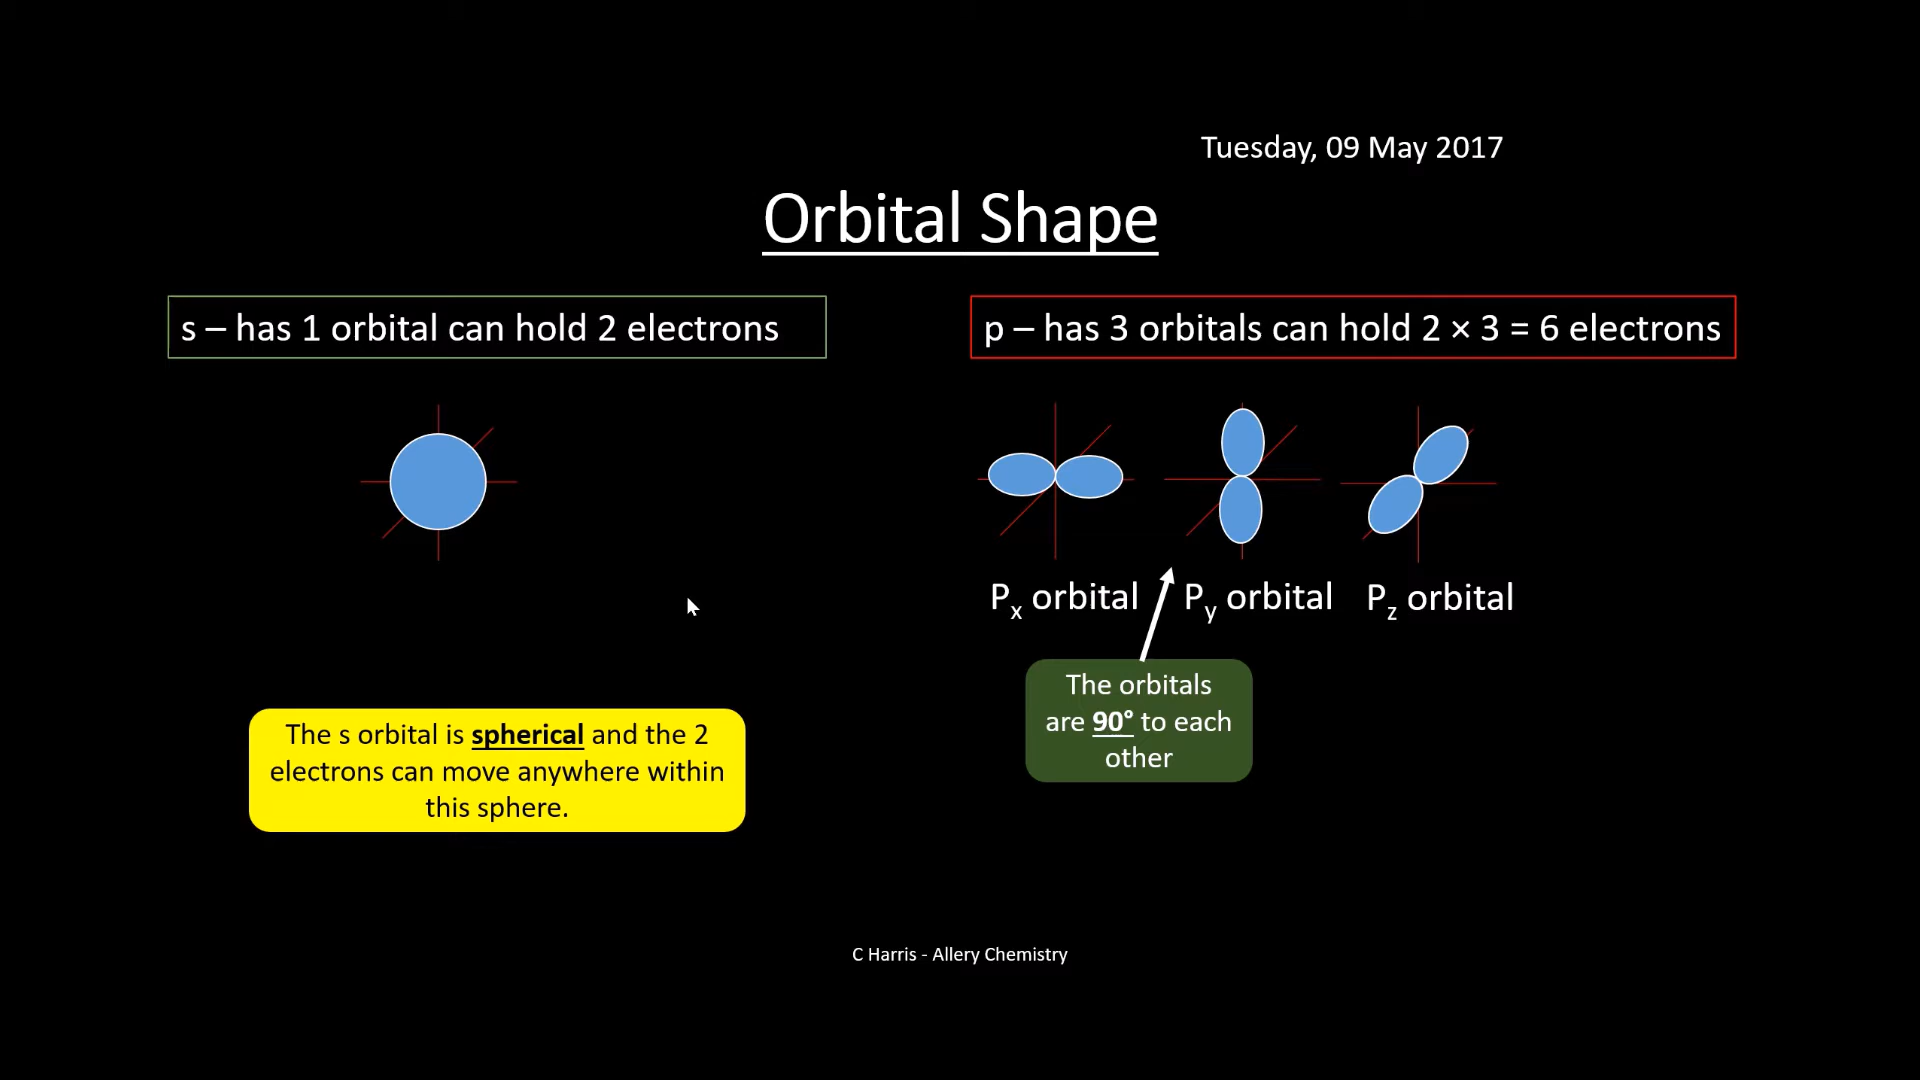 Tuesday, 09 May 2017
Orbital Shape
s – has 1 orbital can hold 2 electrons
p – has 3 orbitals can hold 2 × 3 = 6 electrons
Px orbital
Py orbital
Pz orbital
The orbitals
are 90° to each
other
The s orbital is spherical and the 2
electrons can move anywhere within
this sphere.
C Harris - Allery Chemistry